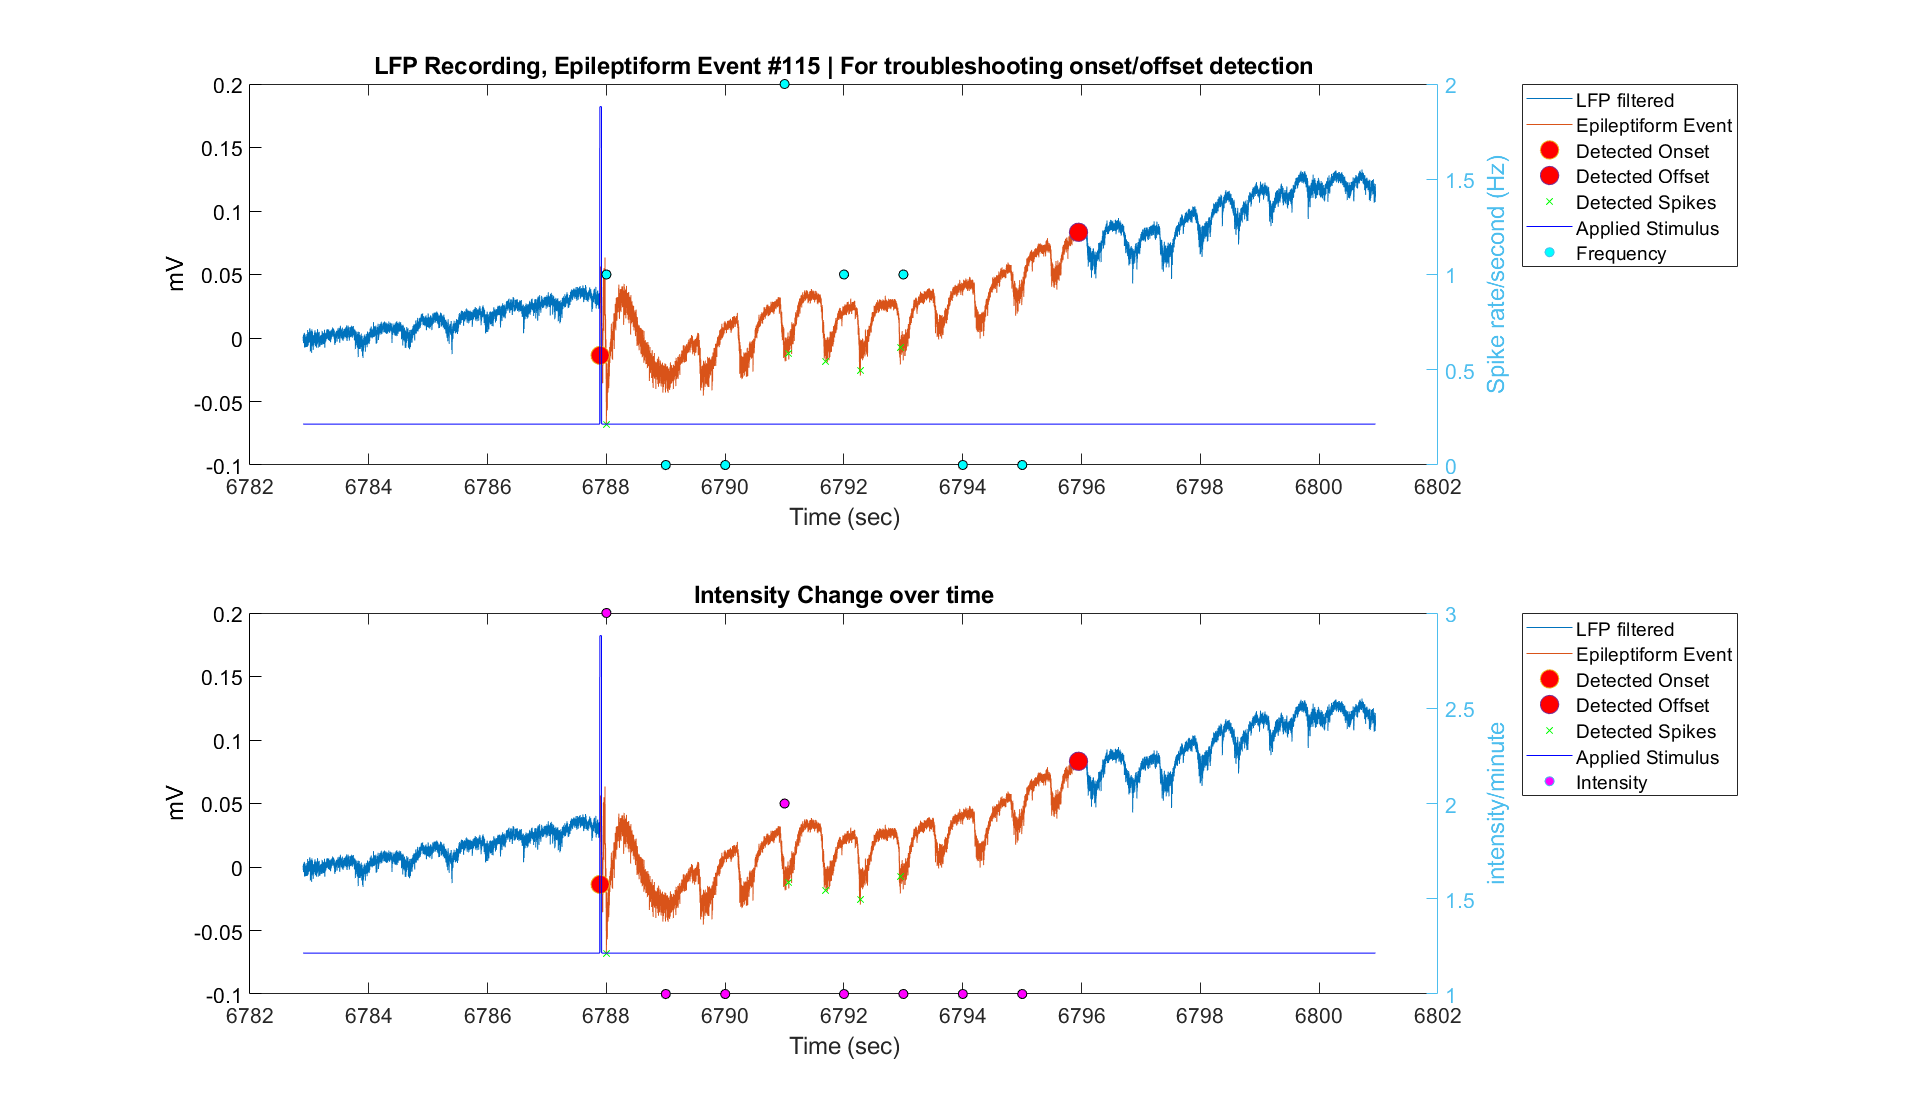 LFP Recording, Epileptiform Event #115 | For troubleshooting onset/offset detection
0.2
0.15
0.1
0.05
0
-0.05
-0.1
mV
6782 6784 6786 6788 6790 6792 6794 6796 6798 6800 6802
Time (sec)
2
1.5
1
0.5
0
Spike rate/second (Hz)
LFP filtered
Epileptiform Event
Detected Onset
Detected Offset
Detected Spikes
Applied Stimulus
Frequency
Intensity Change over time
0.2
0.15
0.1
0.05
0
-0.05
-0.1
mV
6782 6784 6786 6788 6790 6792 6794 6796 6798 6800 6802
Time (sec)
3
2.5
2
1.5
1
intensity/minute
LFP filtered
Epileptiform Event
Detected Onset
Detected Offset
Detected Spikes
Applied Stimulus
Intensity